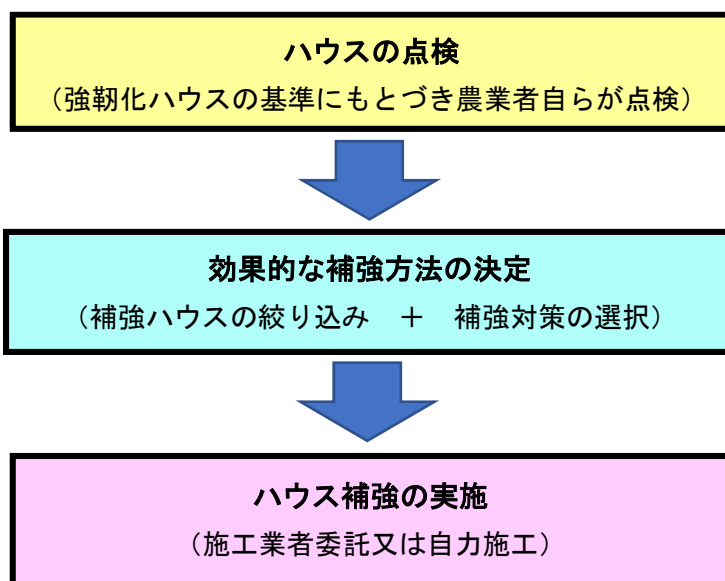 ハウスの点検
（強靭化ハウスの基準にもとづき農業者自らが点検）
効果的な補強方法の決定
（補強ハウスの絞り込み　＋　補強対策の選択）
ハウス補強の実施
（施工業者委託又は自力施工）